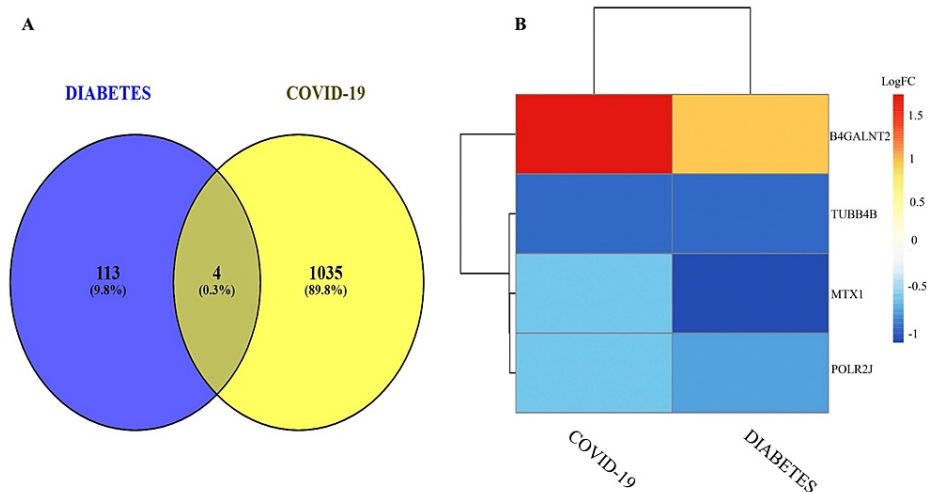 A
DIABETES
COVID-19
113
(9.8%)
4
(0.3%)
1035
(89.8%)
B
LogFC
1.5
1
0.5
0
-0.5
-1
B4GALNT2
TUBB4B
MTX1
POLR2J
COVID-19
DIABETES